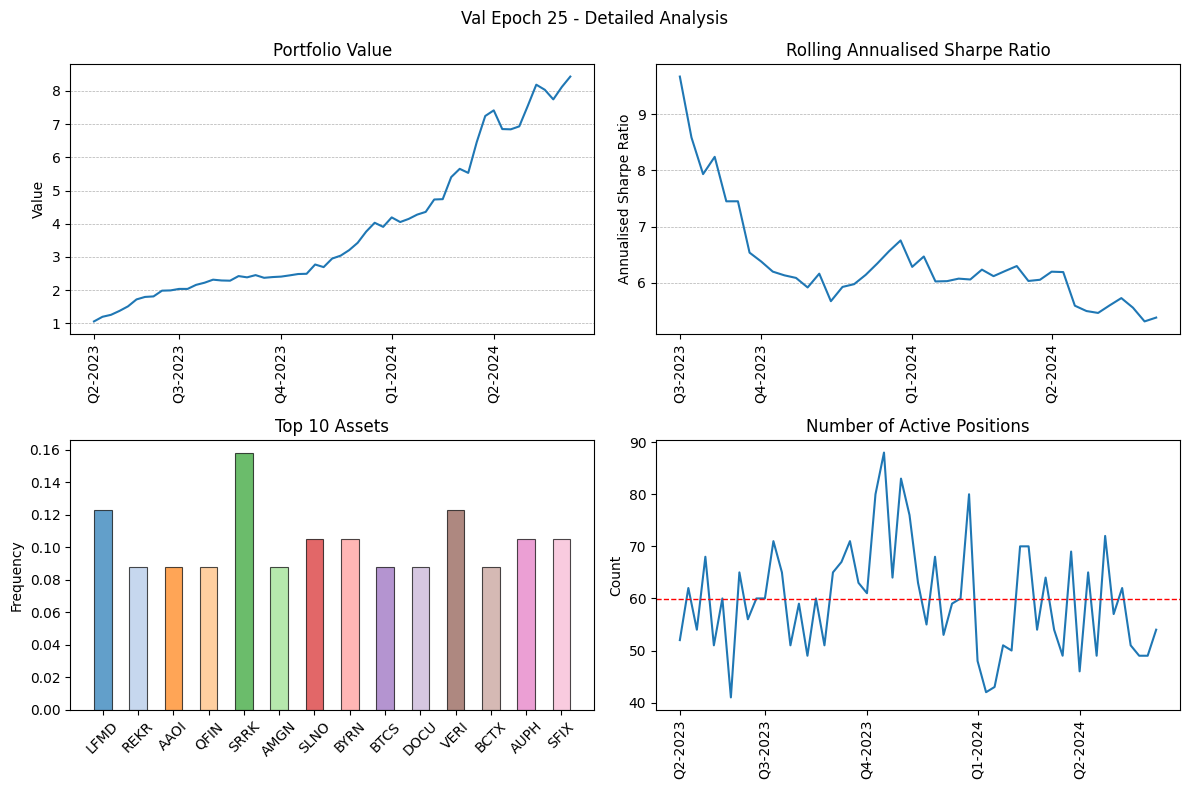 Val Epoch 25 - Detailed Analysis
Portfolio Value
Value
8
7
6
5
4
3
2
1
Q2-2023
Q3-2023
Q4-2023
Q1-2024
Q2-2024
Rolling Annualised Sharpe Ratio
Annualised Sharpe Ratio
9
8
7
6
Q3-2023
Q4-2023
Q1-2024
Q2-2024
Top 10 Assets
Frequency
0.16
0.14
0.12
0.10
0.08
0.06
0.04
0.02
0.00
LFMD
REKR
AAOI
QFIN
SRRK
AMGN
SLNO
BYRN
BTCS
DOCU
VERI
BCTX
AUPH
SFIX
Number of Active Positions
Count
90
80
70
60
50
40
Q2-2023
Q3-2023
Q4-2023
Q1-2024
Q2-2024